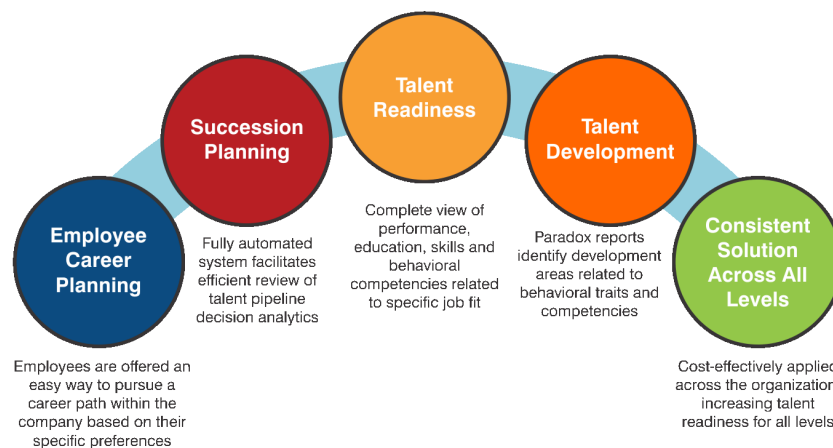 Employee
Career
Planning
Employees are offered an
easy way to pursue a
career path within the
company based on their
specific preferences
Succession
Planning
Fully automated
system facilitates
efficient review of
talent pipeline
decision analytics
Talent
Readiness
Complete view of
performance,
education, skills and
behavioral
competencies related
to specific job fit
Talent
Development
Paradox reports
identify development
areas related to
behavioral traits and
competencies
Consistent
Solution
Across All
Levels
Cost-effectively applied
across the organization,
increasing talent
readiness for all levels